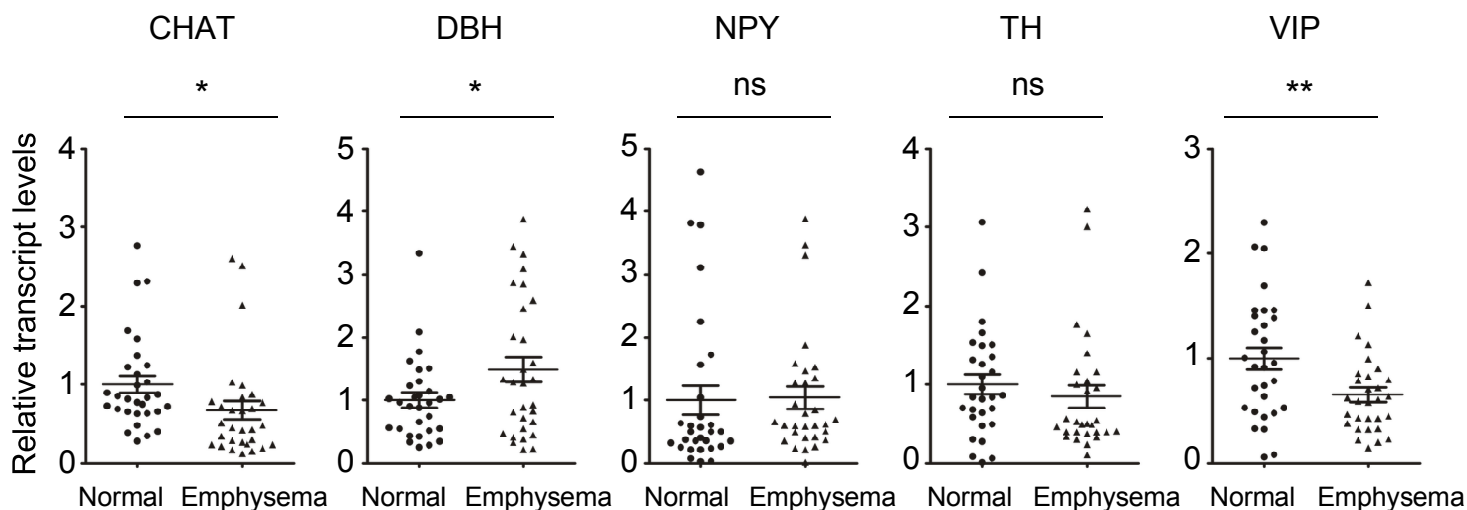 CHAT DBH NPY TH VIP
* * ns ns **
Relative transcript levels
4 5 5 4 3
3 4 4 3 2
2 3 3 2 1
1 2 2 1 0
0 1 1 0
0 0
Normal Emphysema Normal Emphysema Normal Emphysema Normal Emphysema Normal Emphysema